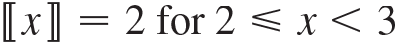 ⟦x⟧ = 2 for 2 ⩽ x < 3